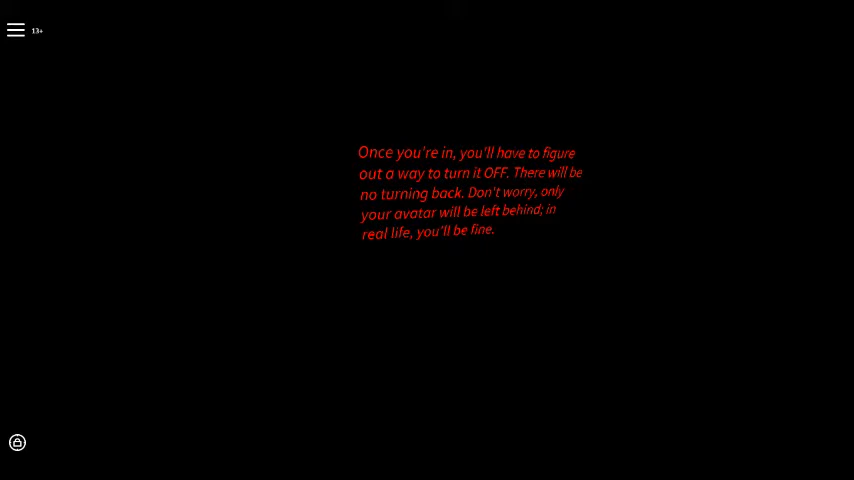 13+
Once you're in, you'll have to figure
out a way to turn it OFF. There will be
no turning back. Don't worry, only
your avatar will be left behind; in
real life, you'll be fine.